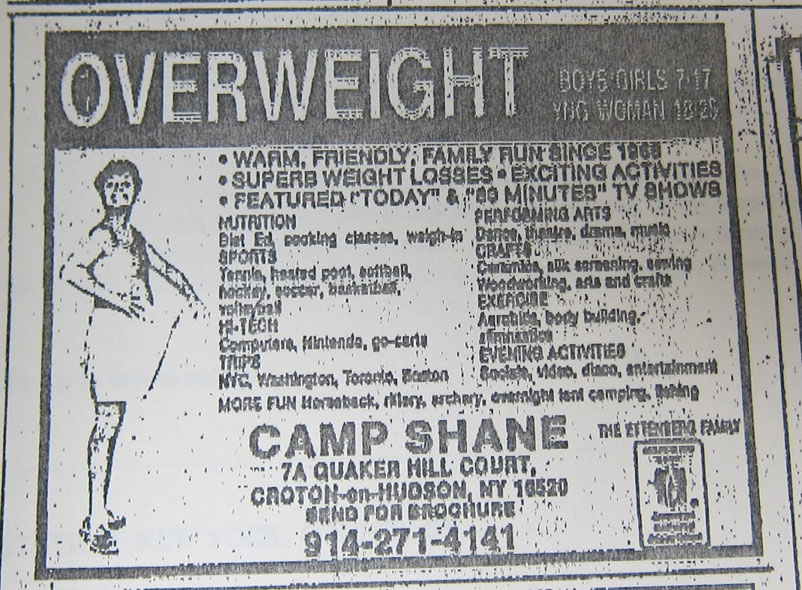 OVERWEIGHT
BOYS GIRLS 7-17
YNG WOMAN 18-25
• WARM, FRIENDLY, FAMILY RUN SINCE 1968
• SUPERB WEIGHT LOSSES • EXCITING ACTIVITIES
• FEATURED "TODAY" & "60 MINUTES" TV SHOWS
NUTRITION
Diet Ed, cooking classes, weigh-in
SPORTS
Tennis, heated pool, softball,
hockey, soccer, basketball,
volleyball
HI-TECH
Computers, Nintendo, go-carts
TRIPS
NYC, Washington, Toronto, Boston
PERFORMING ARTS
Dance, theatre, drama, music
CRAFTS
Ceramics, silk screening, sewing
Woodworking, arts and crafts
EXERCISE
Aerobics, body building,
slimnastics
EVENING ACTIVITIES
Socials, video, disco, entertainment
MORE FUN Horseback, riflery, archery, overnight tent camping, fishing
CAMP SHANE
THE ETTENBERG FAMILY
7A QUAKER HILL COURT,
CROTON-on-HUDSON, NY 10520
SEND FOR BROCHURE
914-271-4141